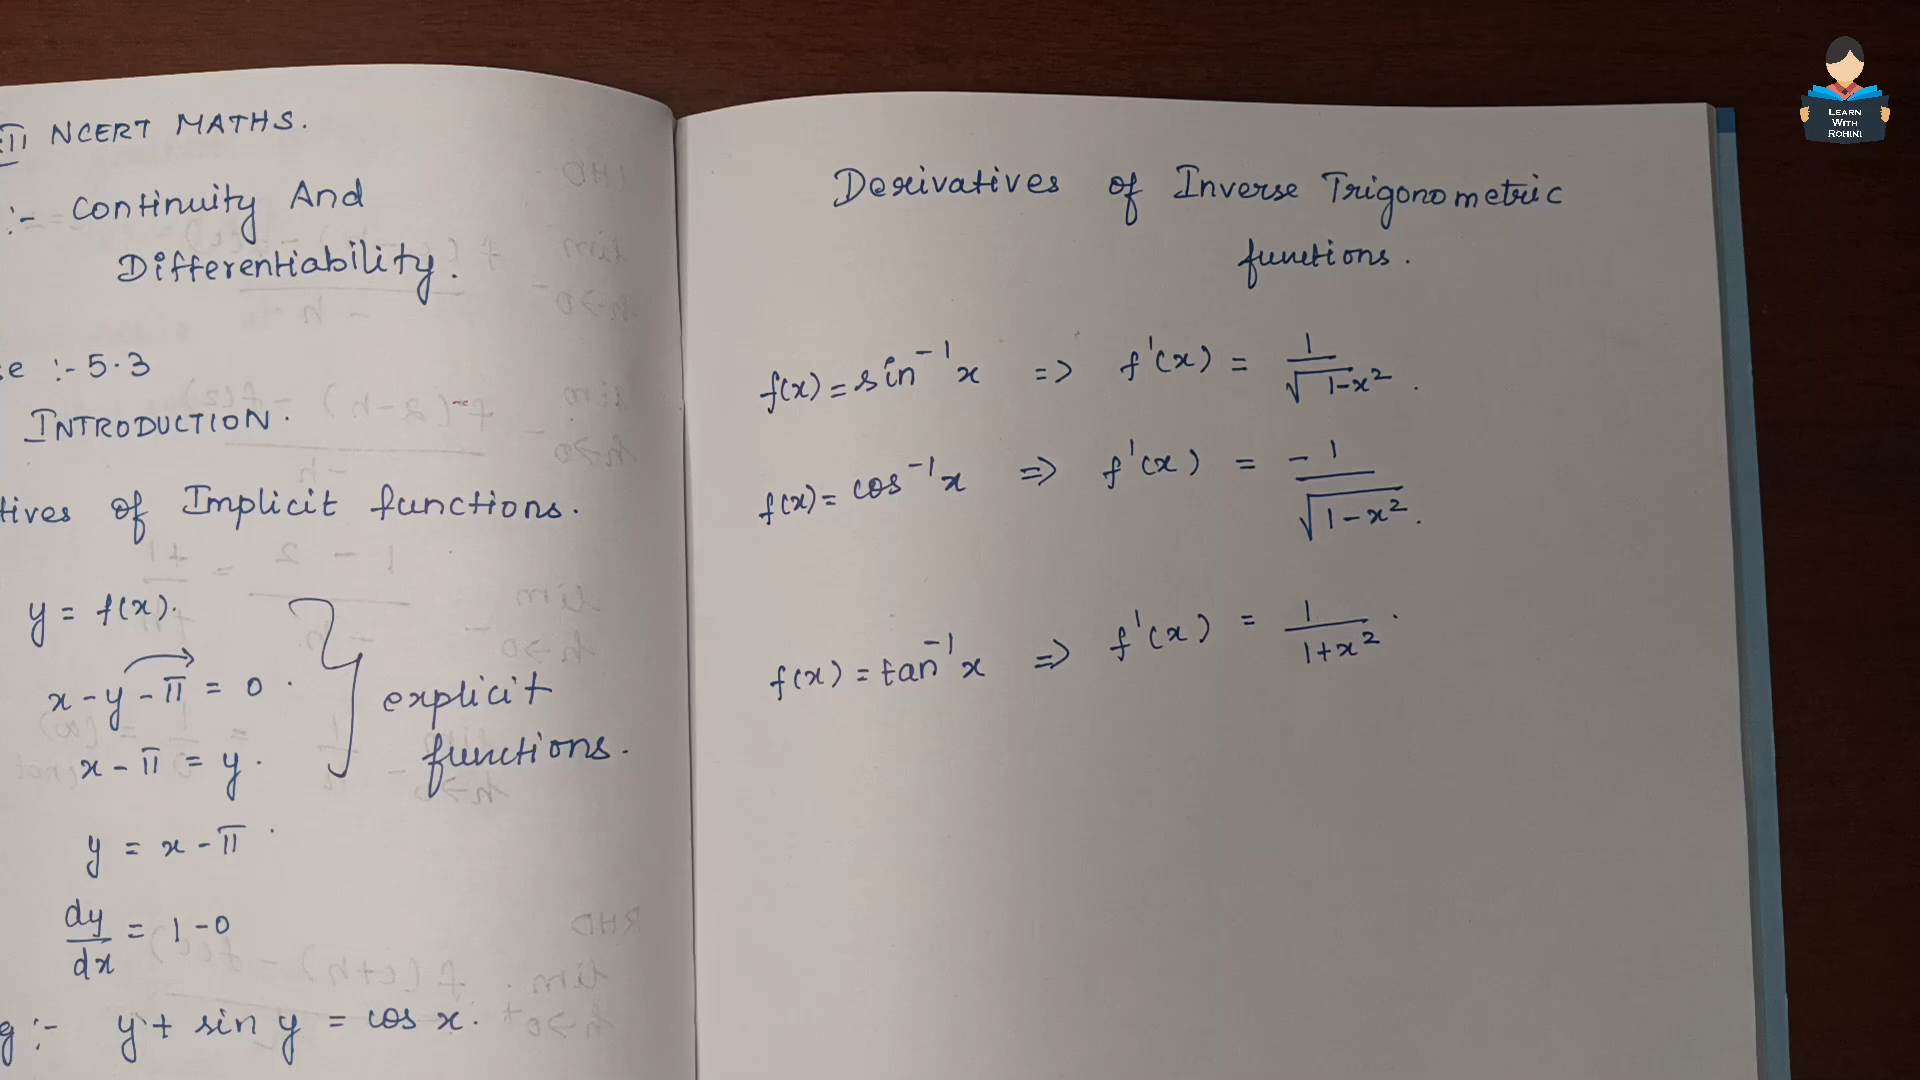 II NCERT MATHS.
:- Continuity And
Differentiability.
se :- 5.3
INTRODUCTION.
tives of Implicit functions.
y = f(x).
x - y - π = 0.
x - π = y.
explicit
functions.
y = x - π
dy/dx = 1 - 0
g :- y + sin y = cos x.
Derivatives of Inverse Trigonometric
functions.
f(x) = sin⁻¹x => f'(x) = 1/√1-x².
f(x) = cos⁻¹x => f'(x) = -1/√1-x².
f(x) = tan⁻¹x => f'(x) = 1/1+x².
LEARN
WITH
ROHINI